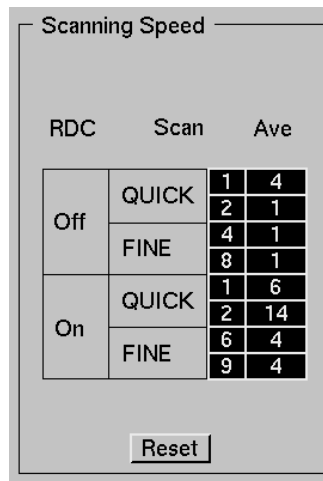 Scanning Speed
RDC Scan Ave
Off QUICK 1 4
2 1
FINE 4 1
8 1
On QUICK 1 6
2 14
FINE 6 4
9 4
Reset